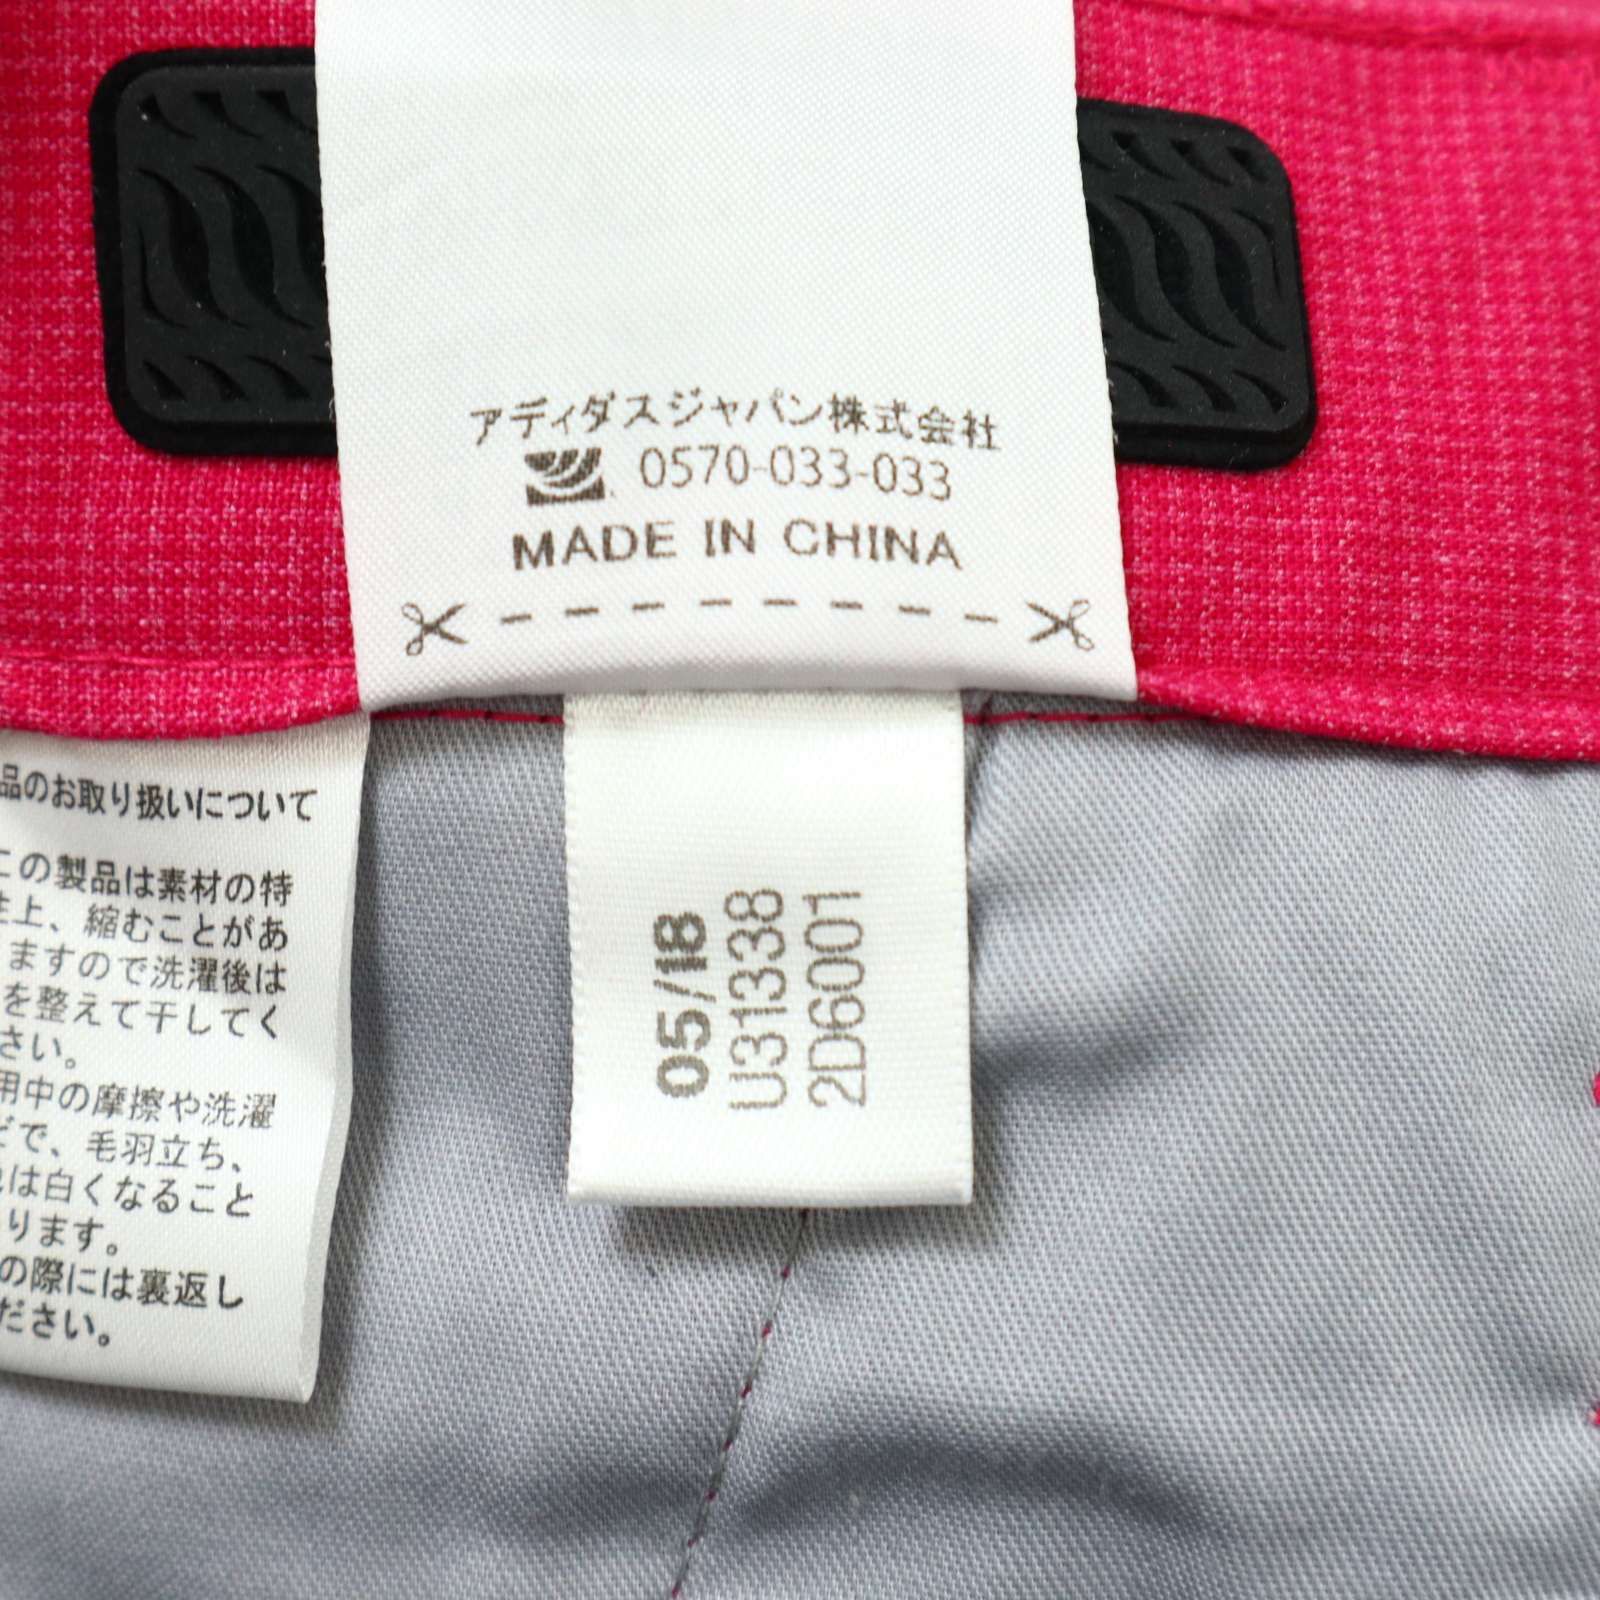 アディダスジャパン株式会社
0570-033-033
MADE IN CHINA
品のお取り扱いについて
この製品は素材の特
性上、縮むことがあ
ますので洗濯後は
を整えて干してく
さい。
用中の摩擦や洗濯
どで、毛羽立ち、
は白くなること
ります。
の際には裏返し
ださい。
05/18
U31338
2D6001